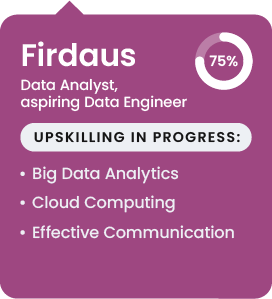 Firdaus
75%
Data Analyst,
aspiring Data Engineer
UPSKILLING IN PROGRESS:
• Big Data Analytics
• Cloud Computing
• Effective Communication